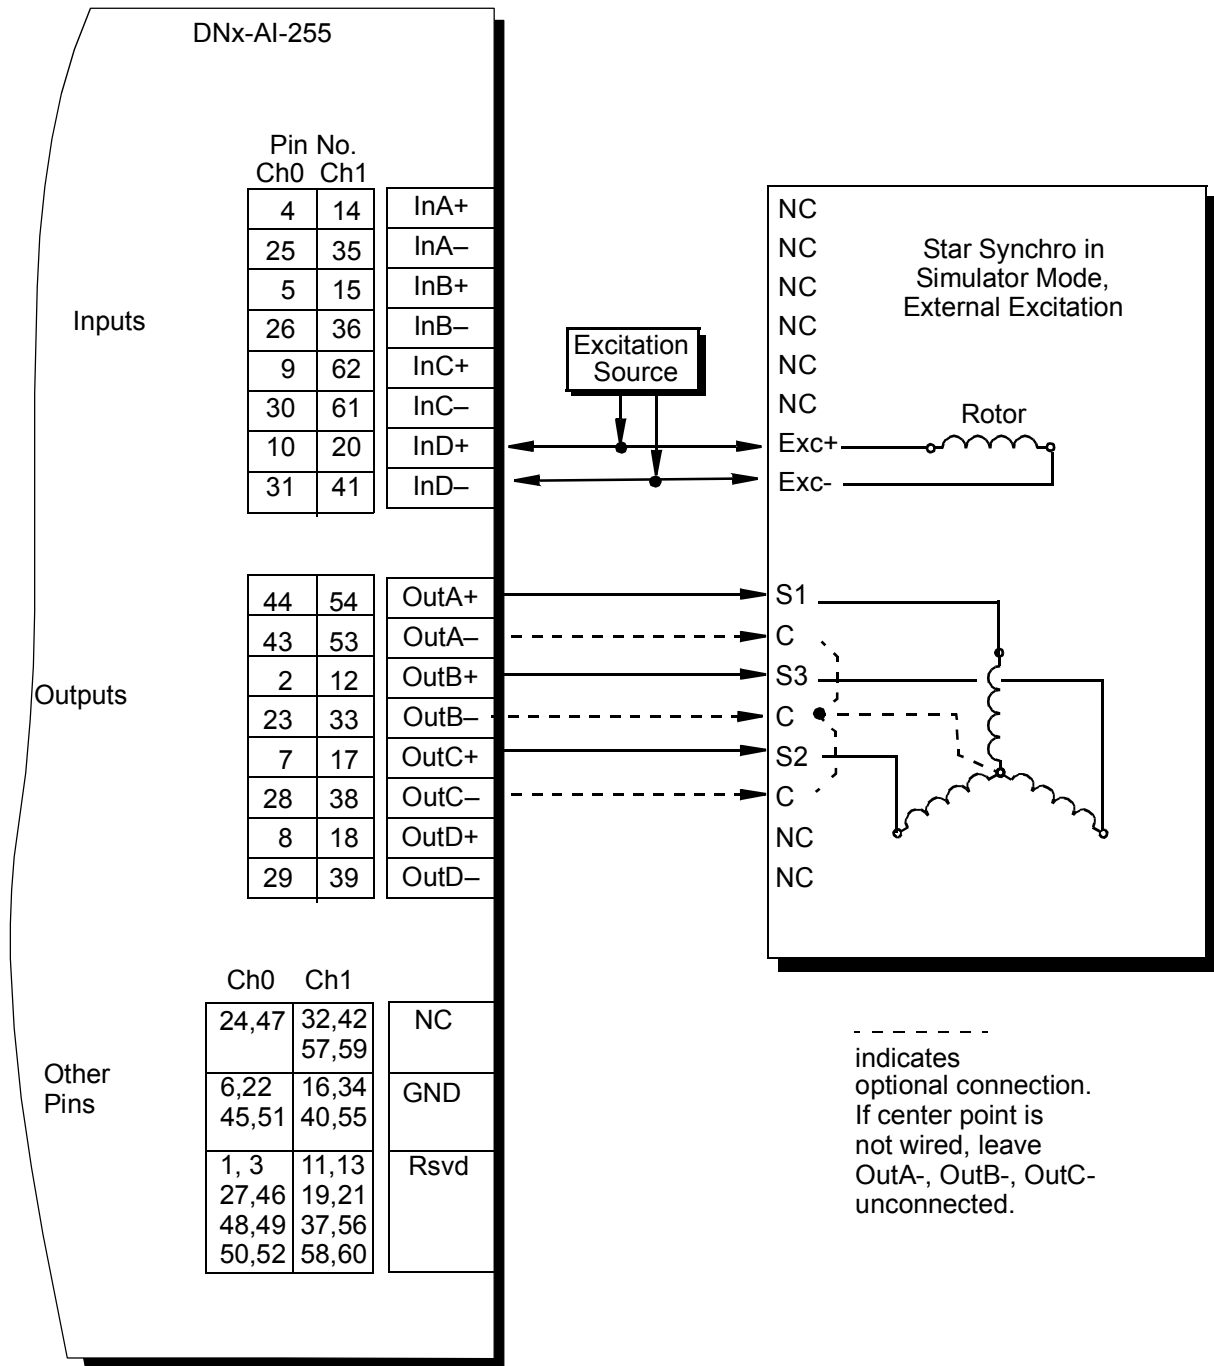 DNx-AI-255
Pin No.
Ch0 Ch1
Inputs
4 14 InA+
25 35 InA–
5 15 InB+
26 36 InB–
9 62 InC+
30 61 InC–
10 20 InD+
31 41 InD–
Outputs
44 54 OutA+
43 53 OutA–
2 12 OutB+
23 33 OutB–
7 17 OutC+
28 38 OutC–
8 18 OutD+
29 39 OutD–
Ch0 Ch1
Other
Pins
24,47 32,42 NC
57,59
6,22 16,34 GND
45,51 40,55
1, 3 11,13 Rsvd
27,46 19,21
48,49 37,56
50,52 58,60
Excitation
Source
Star Synchro in
Simulator Mode,
External Excitation
NC
NC
NC
NC
NC
NC
Exc+
Rotor
Exc-
S1
C
S3
C
S2
C
NC
NC
indicates
optional connection.
If center point is
not wired, leave
OutA-, OutB-, OutC-
unconnected.